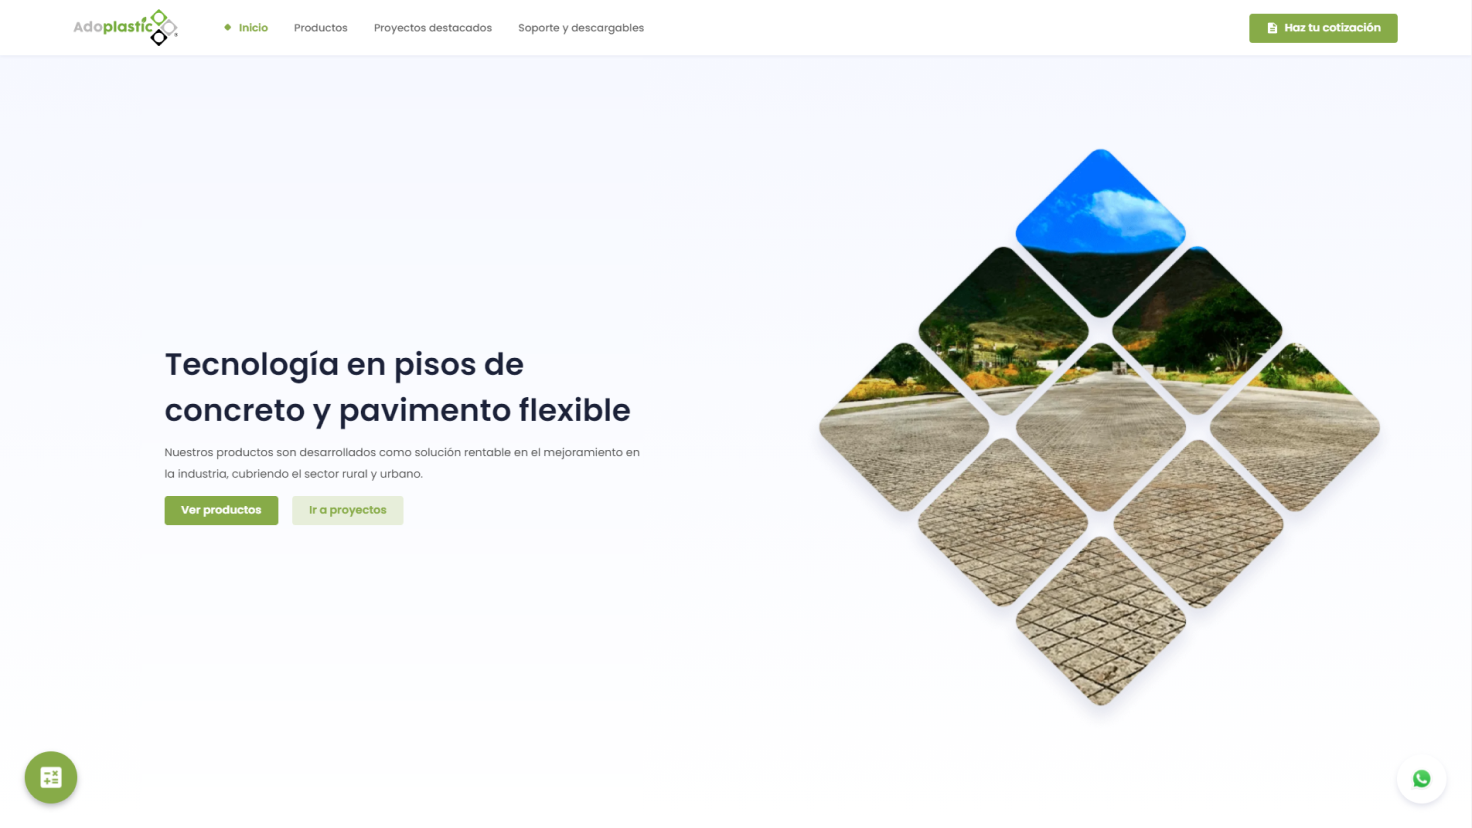 Adoplastic
Inicio
Productos
Proyectos destacados
Soporte y descargables
Haz tu cotización
Tecnología en pisos de
concreto y pavimento flexible
Nuestros productos son desarrollados como solución rentable en el mejoramiento en
la industria, cubriendo el sector rural y urbano.
Ver productos
Ir a proyectos